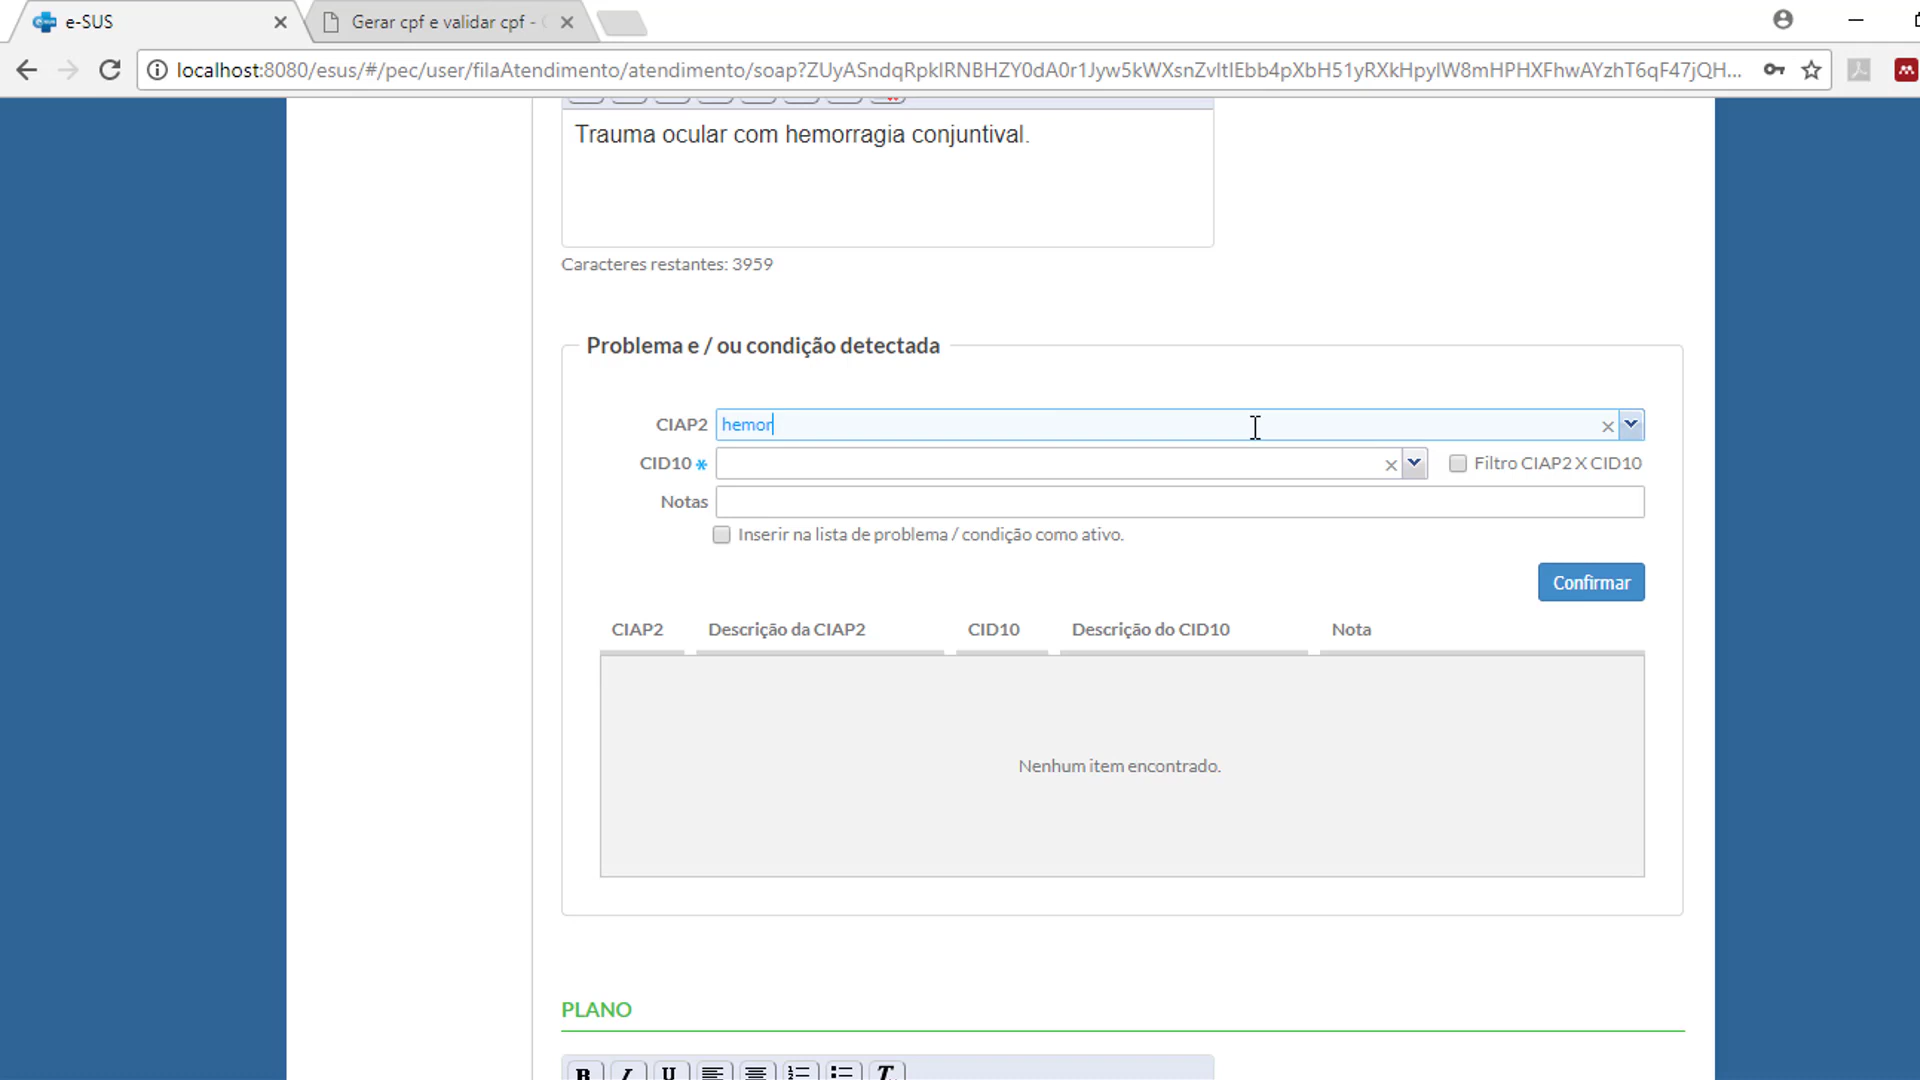 e-SUS
Gerar cpf e validar cpf -
localhost:8080/esus/#/pec/user/filaAtendimento/atendimento/soap?ZUyASndqRpkIRNBHZY0dA0r1Jyw5kWXsnZvltIEbb4pXbH51yRXkHpyIW8mHPHXFhwAYzhT6qF47jQH...
Trauma ocular com hemorragia conjuntival.
Caracteres restantes: 3959
Problema e / ou condição detectada
CIAP2 hemor
CID10 * Filtro CIAP2 X CID10
Notas
Inserir na lista de problema / condição como ativo.
Confirmar
CIAP2 Descrição da CIAP2 CID10 Descrição do CID10 Nota
Nenhum item encontrado.
PLANO
B I U T